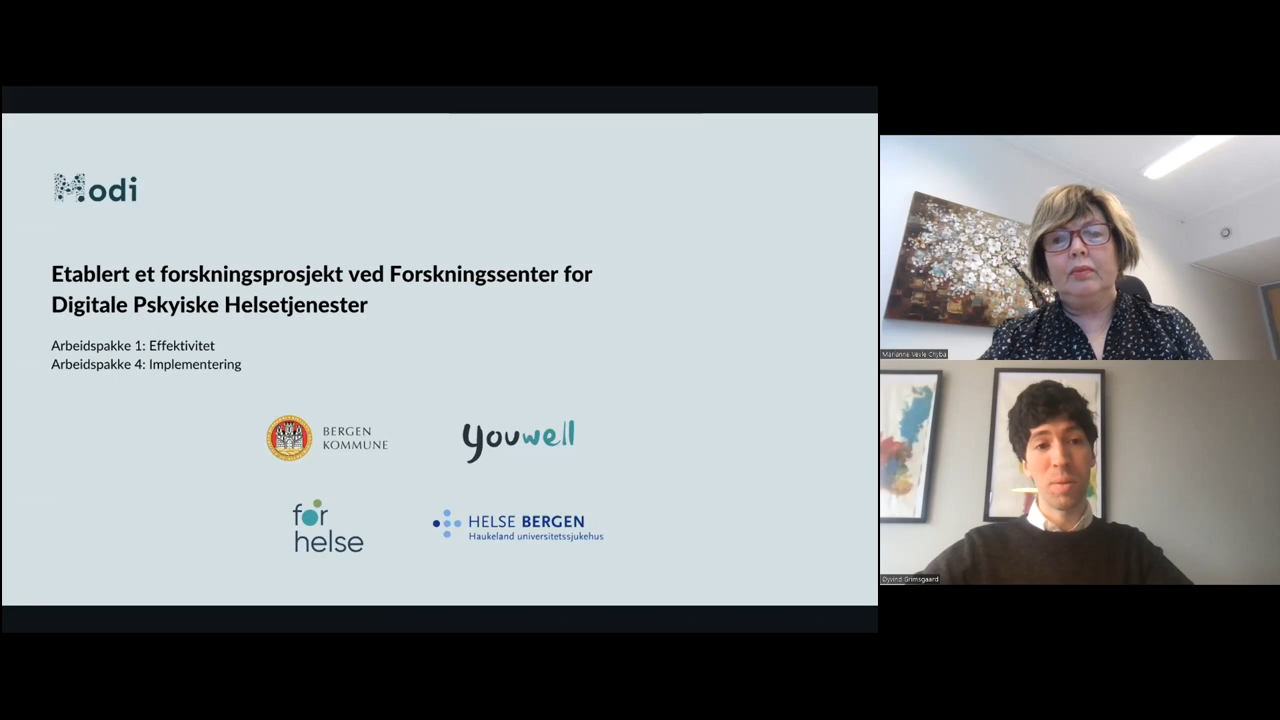 Modi
Etablert et forskningsprosjekt ved Forskningssenter for
Digitale Pskyiske Helsetjenester
Arbeidspakke 1: Effektivitet
Arbeidspakke 4: Implementering
BERGEN
KOMMUNE
youwell
for
helse
HELSE BERGEN
Haukeland universitetssjukehus
Marianne Vevle Chyba
Øyvind Grimsgaard